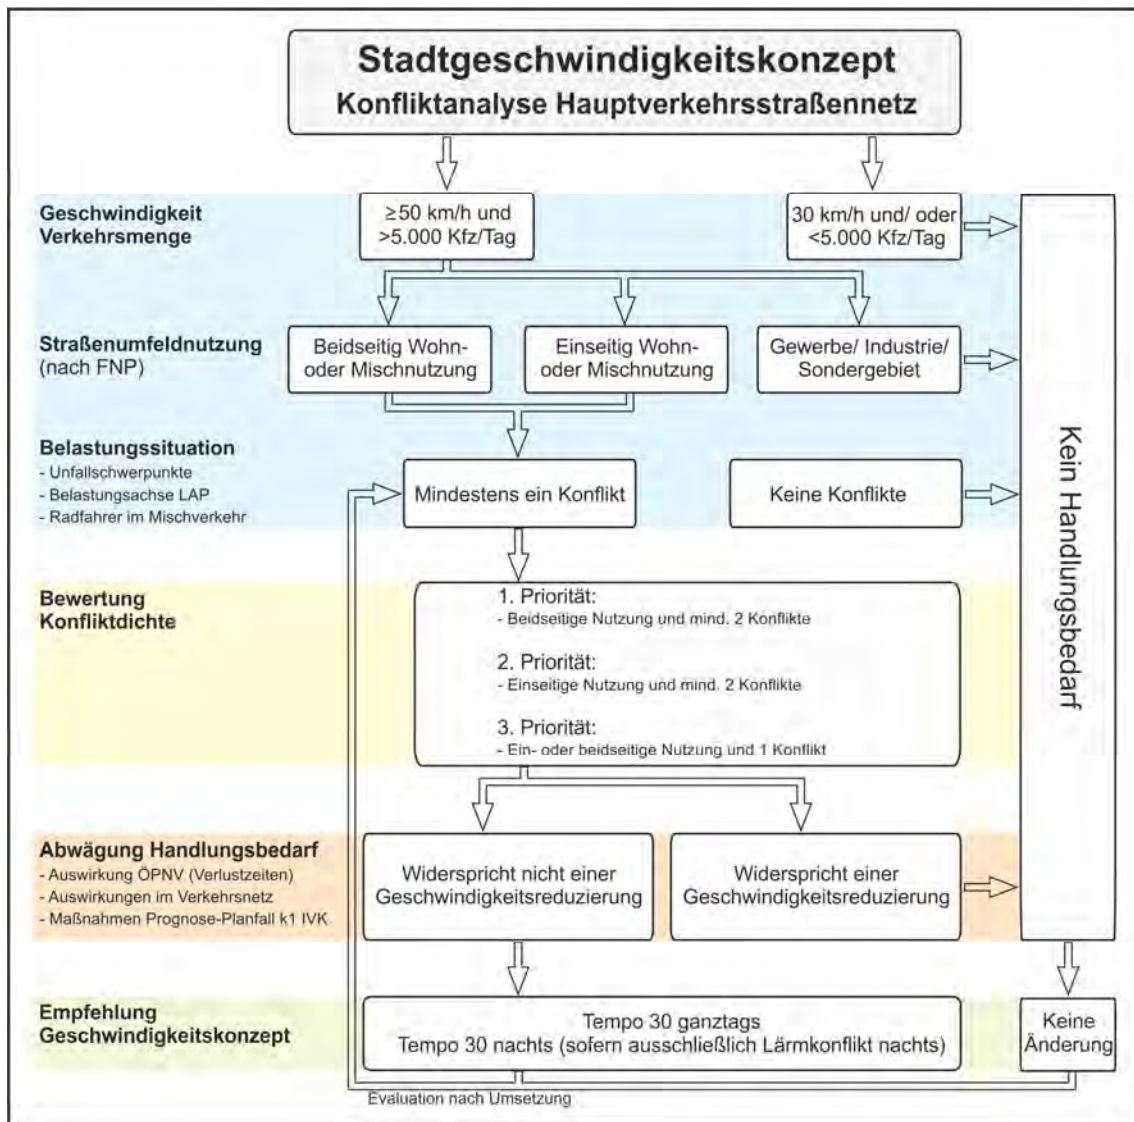 Stadtgeschwindigkeitskonzept
Konfliktanalyse Hauptverkehrsstraßennetz
Geschwindigkeit
Verkehrsmenge
≥50 km/h und
>5.000 Kfz/Tag
30 km/h und/ oder
<5.000 Kfz/Tag
Straßenumfeldnutzung
(nach FNP)
Beidseitig Wohn-
oder Mischnutzung
Einseitig Wohn-
oder Mischnutzung
Gewerbe/ Industrie/
Sondergebiet
Belastungssituation
- Unfallschwerpunkte
- Belastungsachse LAP
- Radfahrer im Mischverkehr
Mindestens ein Konflikt
Keine Konflikte
Kein Handlungsbedarf
Bewertung
Konfliktdichte
1. Priorität:
- Beidseitige Nutzung und mind. 2 Konflikte
2. Priorität:
- Einseitige Nutzung und mind. 2 Konflikte
3. Priorität:
- Ein- oder beidseitige Nutzung und 1 Konflikt
Abwägung Handlungsbedarf
- Auswirkung ÖPNV (Verlustzeiten)
- Auswirkungen im Verkehrsnetz
- Maßnahmen Prognose-Planfall k1 IVK
Widerspricht nicht einer
Geschwindigkeitsreduzierung
Widerspricht einer
Geschwindigkeitsreduzierung
Empfehlung
Geschwindigkeitskonzept
Tempo 30 ganztags
Tempo 30 nachts (sofern ausschließlich Lärmkonflikt nachts)
Keine
Änderung
Evaluation nach Umsetzung